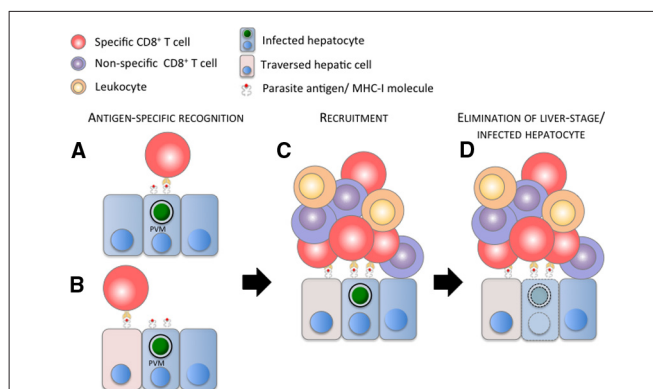 Specific CD8⁺ T cell
Non-specific CD8⁺ T cell
Leukocyte
Infected hepatocyte
Traversed hepatic cell
Parasite antigen/ MHC-I molecule
ANTIGEN-SPECIFIC RECOGNITION
RECRUITMENT
ELIMINATION OF LIVER-STAGE/
INFECTED HEPATOCYTE
A
PVM
B
PVM
C
D